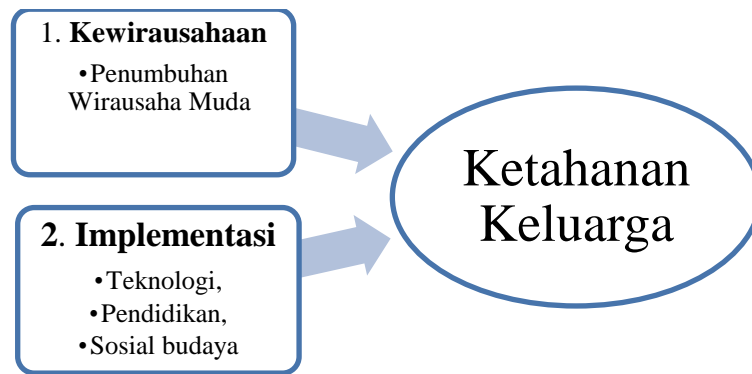 1. Kewirausahaan
•Penumbuhan
Wirausaha Muda
2. Implementasi
•Teknologi,
•Pendidikan,
•Sosial budaya
Ketahanan
Keluarga